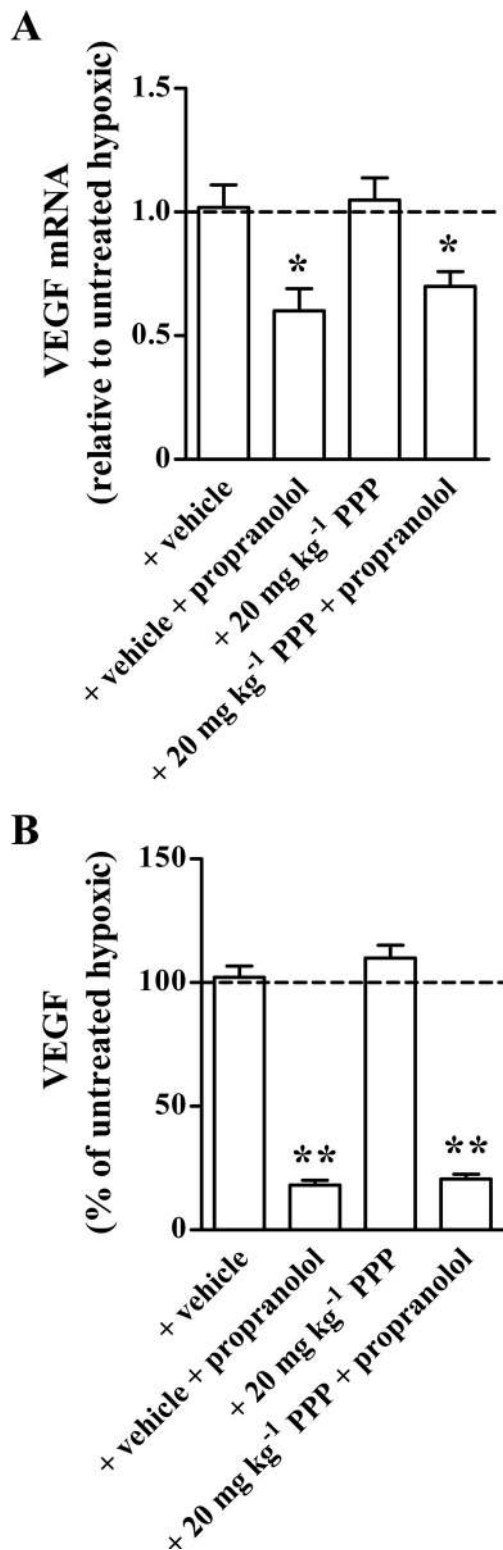 A
VEGF mRNA
(relative to untreated hypoxic)
1.5
1.0
0.5
0
*
*
+ vehicle
+ vehicle + propranolol
+ 20 mg kg⁻¹ PPP
+ 20 mg kg⁻¹ PPP + propranolol
B
VEGF
(% of untreated hypoxic)
150
100
50
0
**
**
+ vehicle
+ vehicle + propranolol
+ 20 mg kg⁻¹ PPP
+ 20 mg kg⁻¹ PPP + propranolol